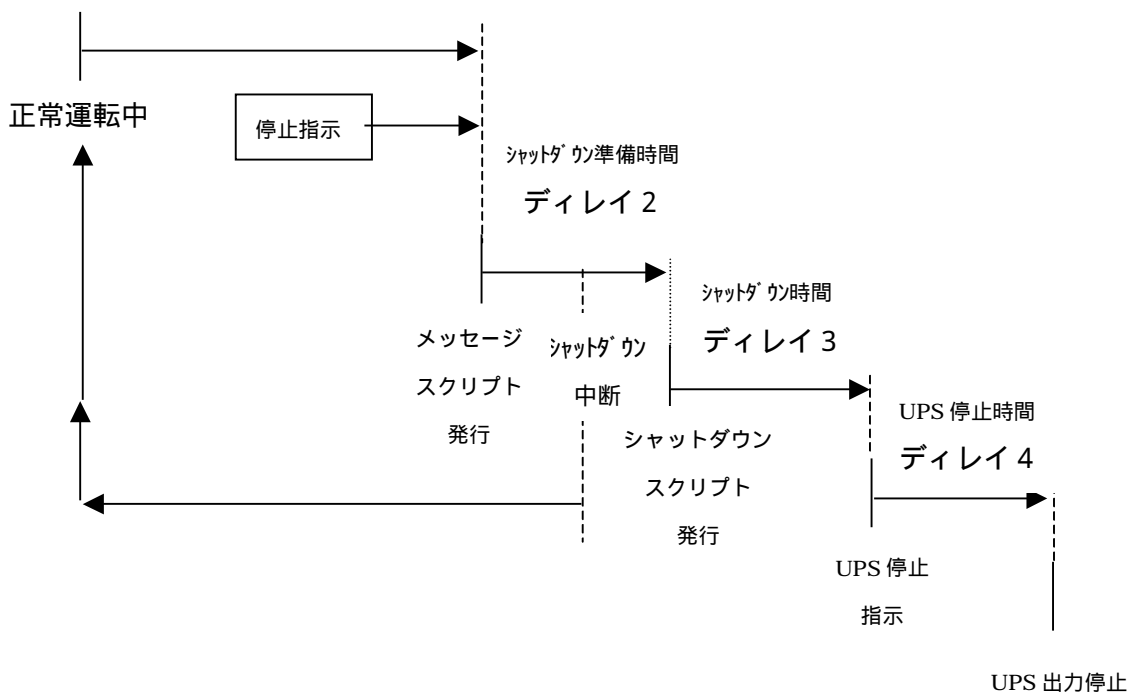 正常運転中
停止指示
ｼｬｯﾄﾀﾞｳﾝ準備時間
ディレイ2
ｼｬｯﾄﾀﾞｳﾝ時間
ディレイ3
メッセージ
スクリプト
発行
ｼｬｯﾄﾀﾞｳﾝ
中断
UPS 停止時間
ディレイ4
シャットダウン
スクリプト
発行
UPS 停止
指示
UPS 出力停止